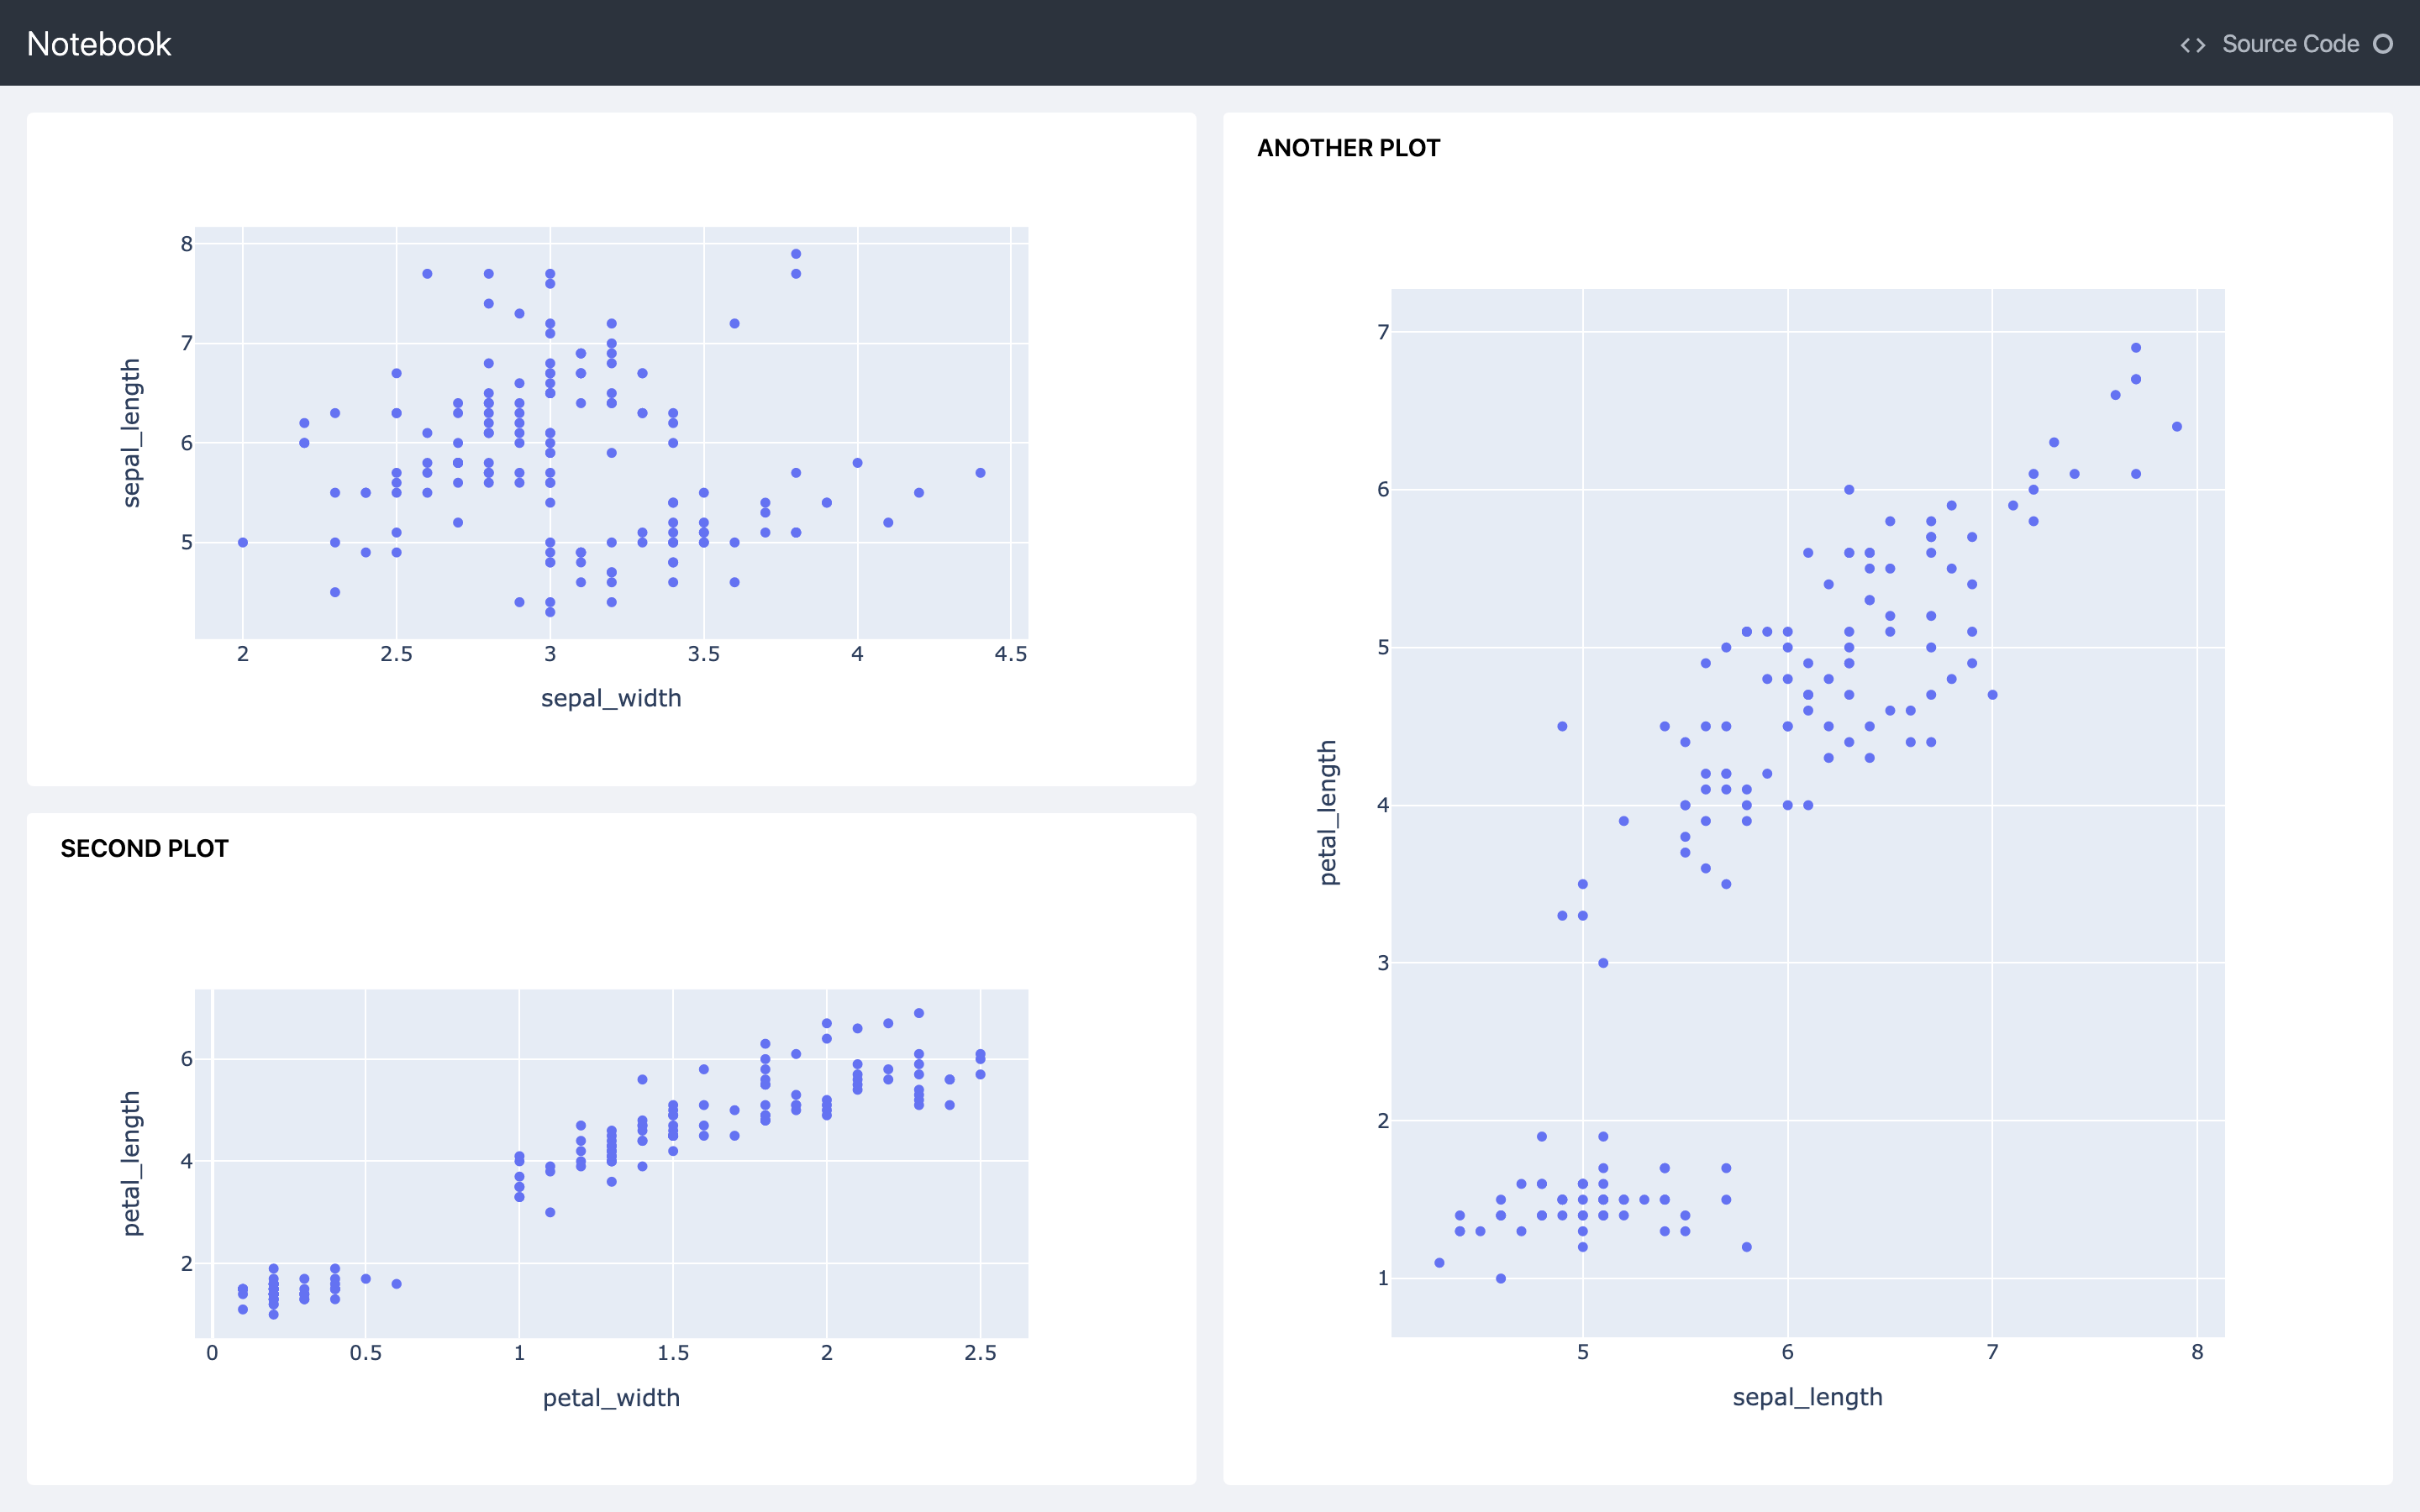 Notebook
<> Source Code
8
7
6
5
sepal_length
2 2.5 3 3.5 4 4.5
sepal_width
SECOND PLOT
6
4
2
petal_length
0 0.5 1 1.5 2 2.5
petal_width
ANOTHER PLOT
7
6
5
4
3
2
1
petal_length
5 6 7 8
sepal_length